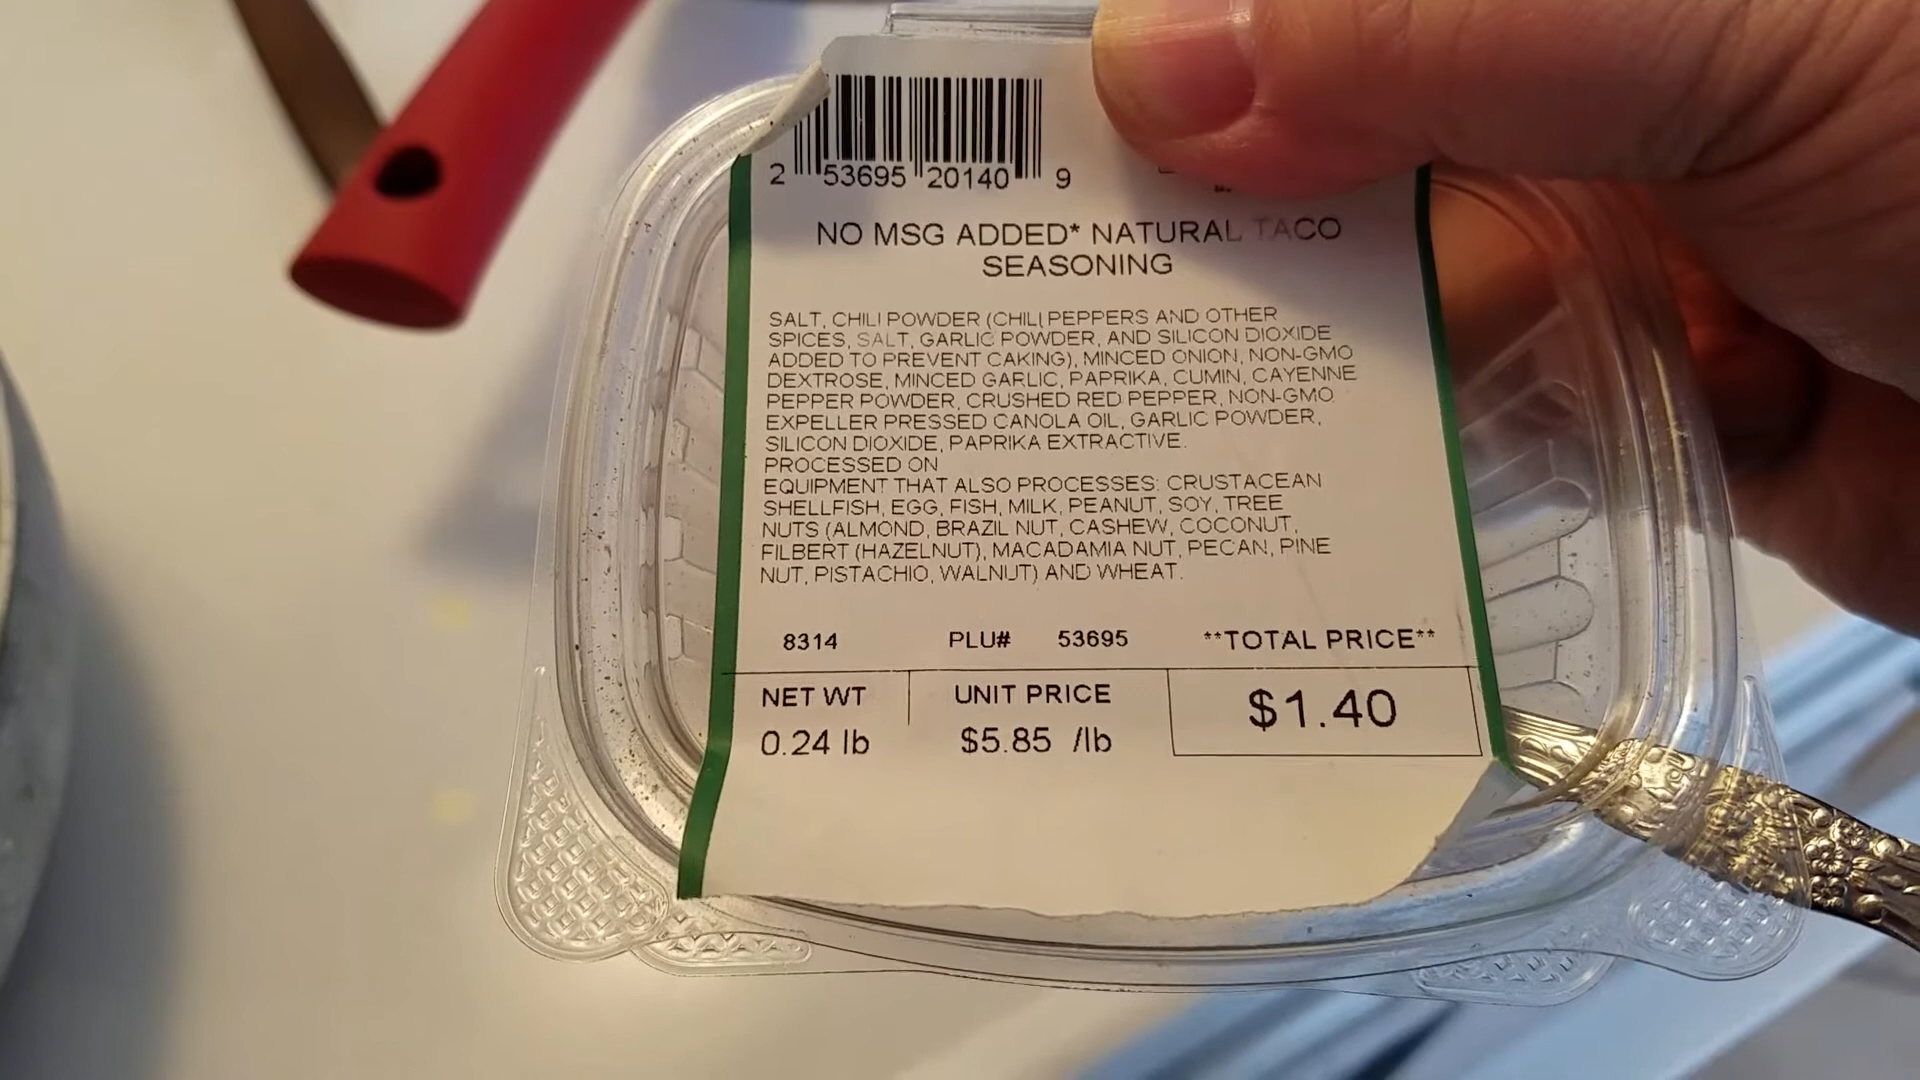 2 53695 20140 9
NO MSG ADDED* NATURAL TACO
SEASONING
SALT, CHILI POWDER (CHILI PEPPERS AND OTHER
SPICES, SALT, GARLIC POWDER, AND SILICON DIOXIDE
ADDED TO PREVENT CAKING), MINCED ONION, NON-GMO
DEXTROSE, MINCED GARLIC, PAPRIKA, CUMIN, CAYENNE
PEPPER POWDER, CRUSHED RED PEPPER, NON-GMO
EXPELLER PRESSED CANOLA OIL, GARLIC POWDER,
SILICON DIOXIDE, PAPRIKA EXTRACTIVE.
PROCESSED ON
EQUIPMENT THAT ALSO PROCESSES: CRUSTACEAN
SHELLFISH, EGG, FISH, MILK, PEANUT, SOY, TREE
NUTS (ALMOND, BRAZIL NUT, CASHEW, COCONUT,
FILBERT (HAZELNUT), MACADAMIA NUT, PECAN, PINE
NUT, PISTACHIO, WALNUT) AND WHEAT.
8314 PLU# 53695 **TOTAL PRICE**
NET WT UNIT PRICE $1.40
0.24 lb $5.85 /lb